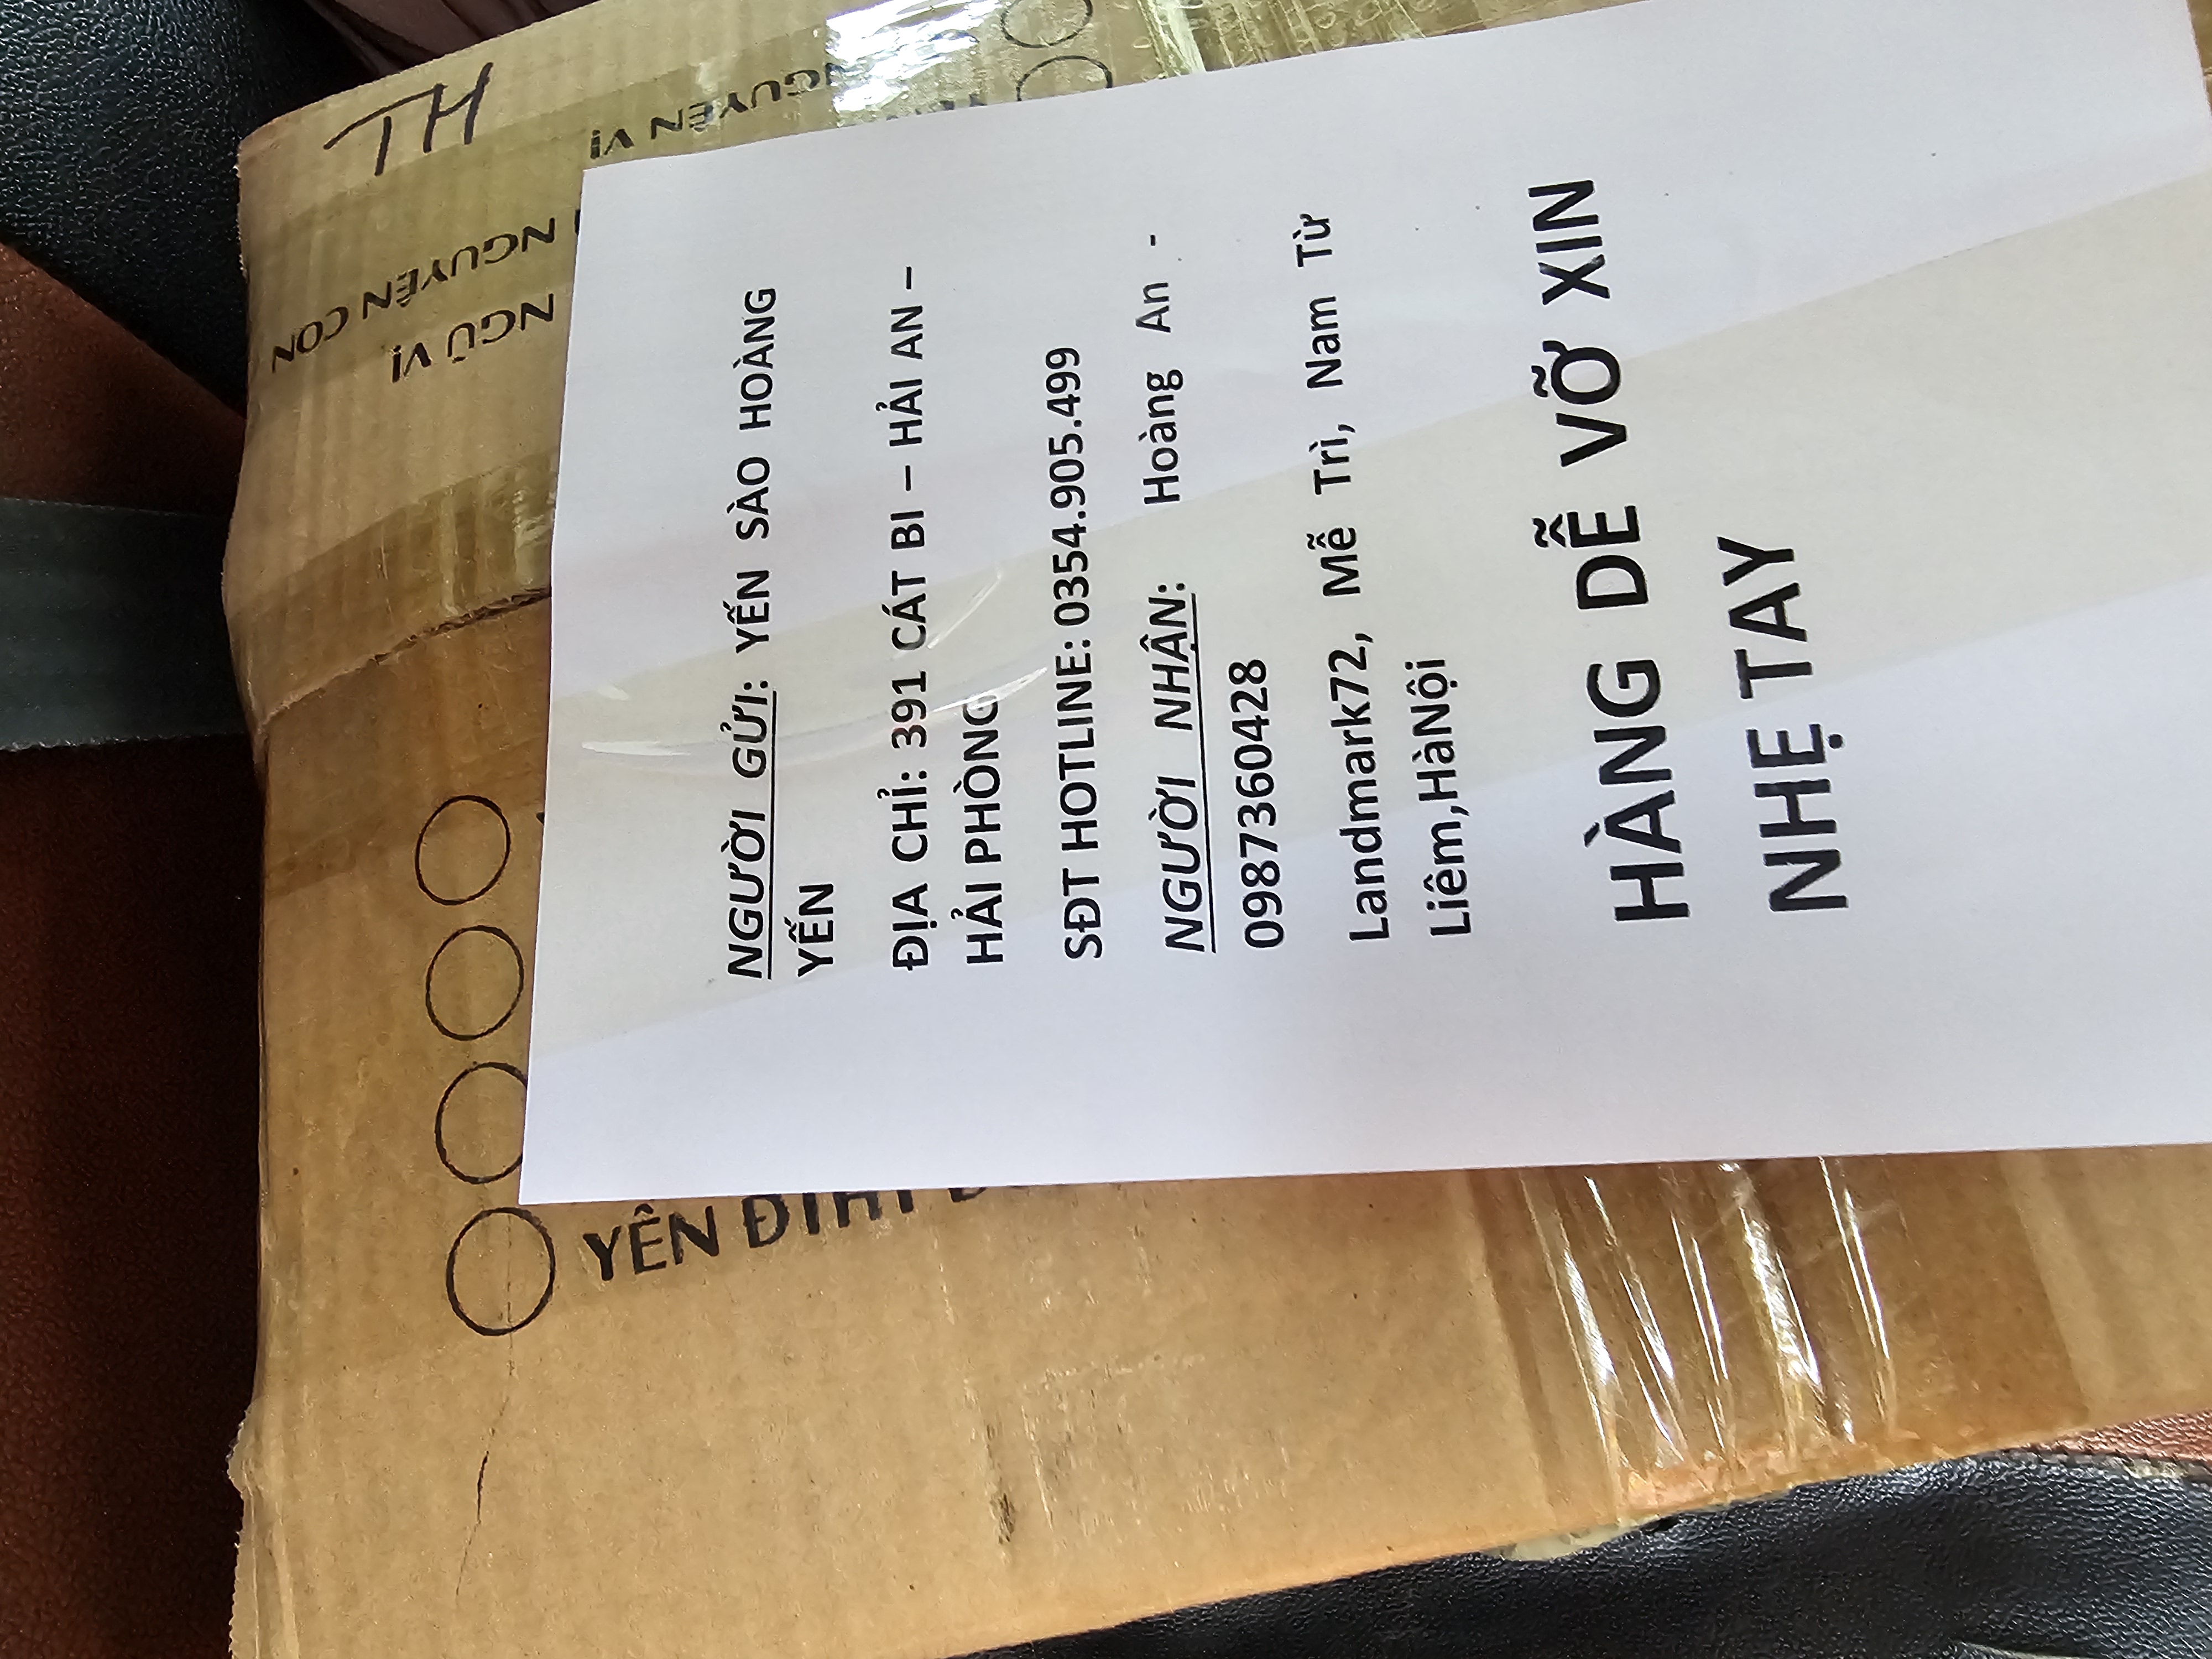 NGƯỜI GỬI: YẾN SÀO HOÀNG
YẾN
ĐỊA CHỈ: 391 CÁT BI – HẢI AN –
HẢI PHÒNG
SĐT HOTLINE: 0354.905.499
NGƯỜI NHẬN: Hoàng An -
0987360428
Landmark72, Mễ Trì, Nam Từ
Liêm,HàNội
HÀNG DỄ VỠ XIN
NHẸ TAY
TH
NGUYÊN VỊ
NGUYÊN CON
NGŨ VỊ
YẾN